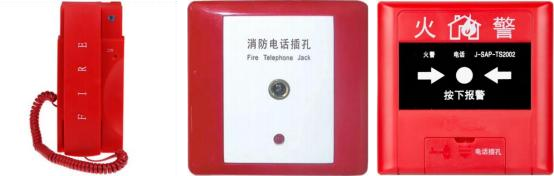 FIRE
消防电话插孔
Fire Telephone Jack
火 警
火警 电话 J-SAP-TS2002
按下报警
电话插孔